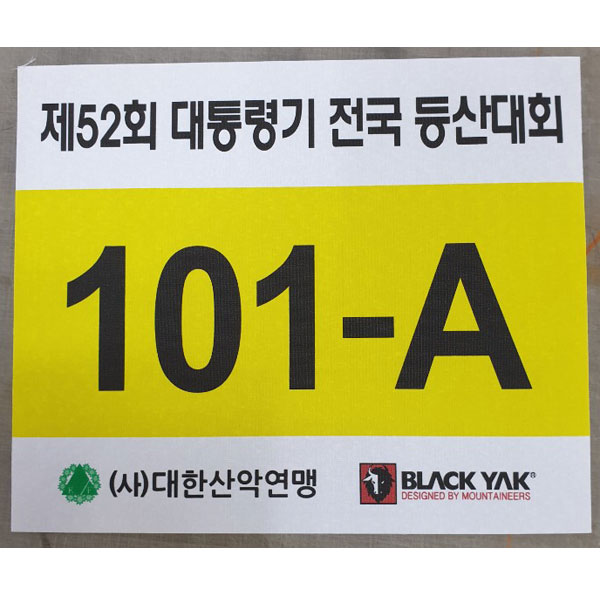 제52회 대통령기 전국 등산대회
101-A
(사)대한산악연맹
BLACK YAK®
DESIGNED BY MOUNTAINEERS